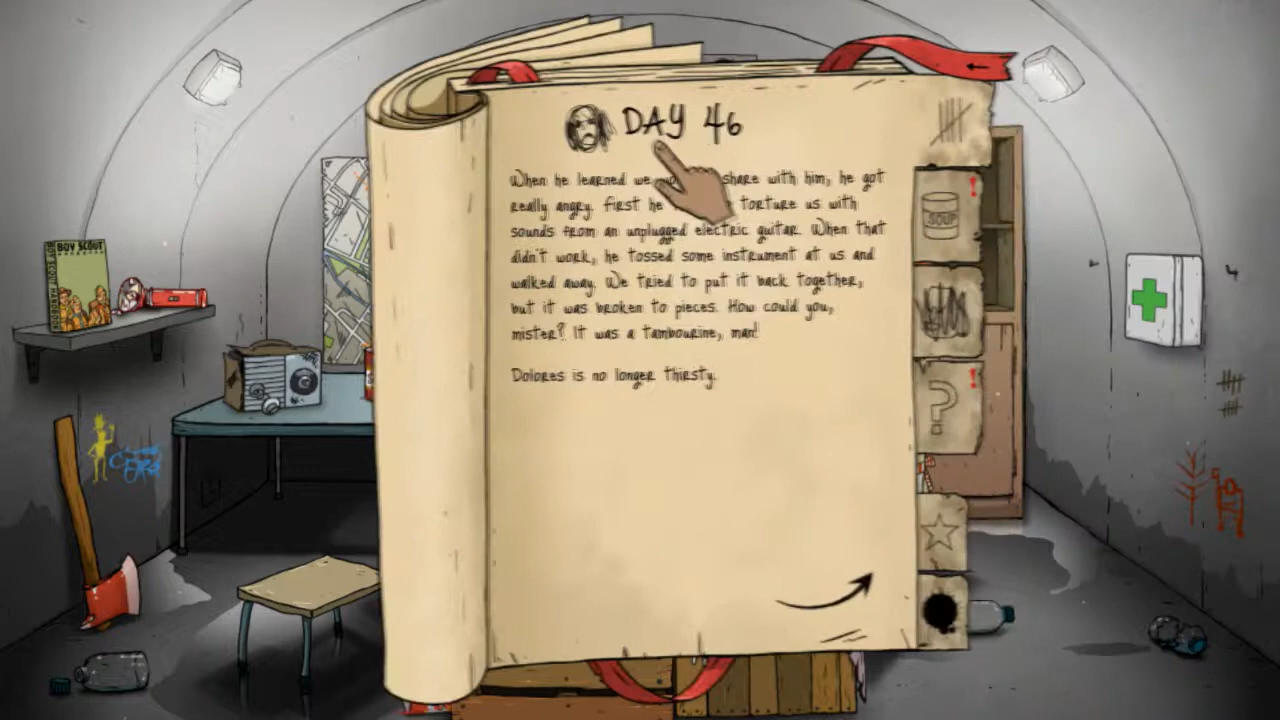 DAY 46
When he learned we share with him, he got
really angry. First he torture us with
sounds from an unplugged electric guitar. When that
didn't work, he tossed some instrument at us and
walked away. We tried to put it back together,
but it was broken to pieces. How could you,
mister? It was a tambourine, man!
Dolores is no longer thirsty.
SOUP
BOY SCOUT